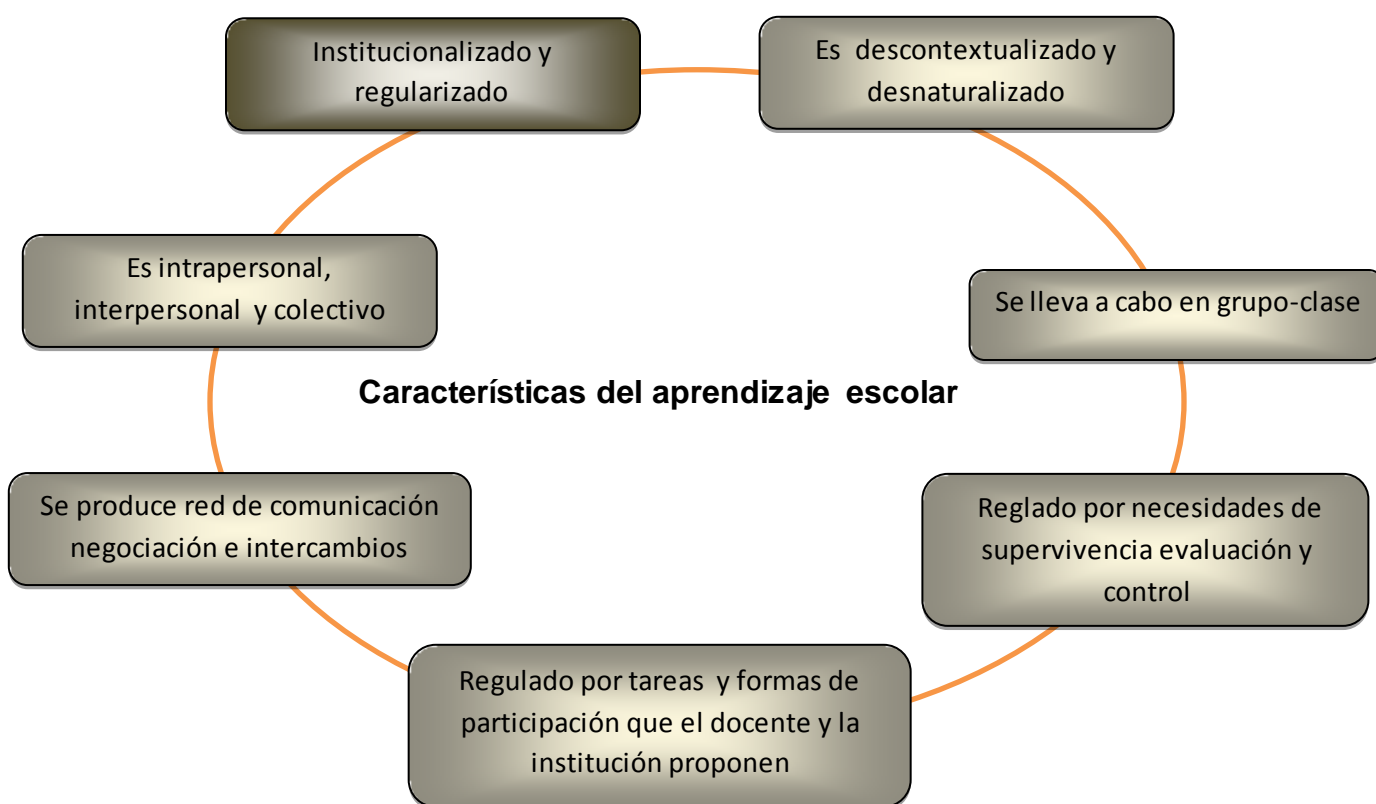 Institucionalizado y
regularizado
Es descontextualizado y
desnaturalizado
Es intrapersonal,
interpersonal y colectivo
Se lleva a cabo en grupo-clase
Características del aprendizaje escolar
Se produce red de comunicación
negociación e intercambios
Reglado por necesidades de
supervivencia evaluación y
control
Regulado por tareas y formas de
participación que el docente y la
institución proponen